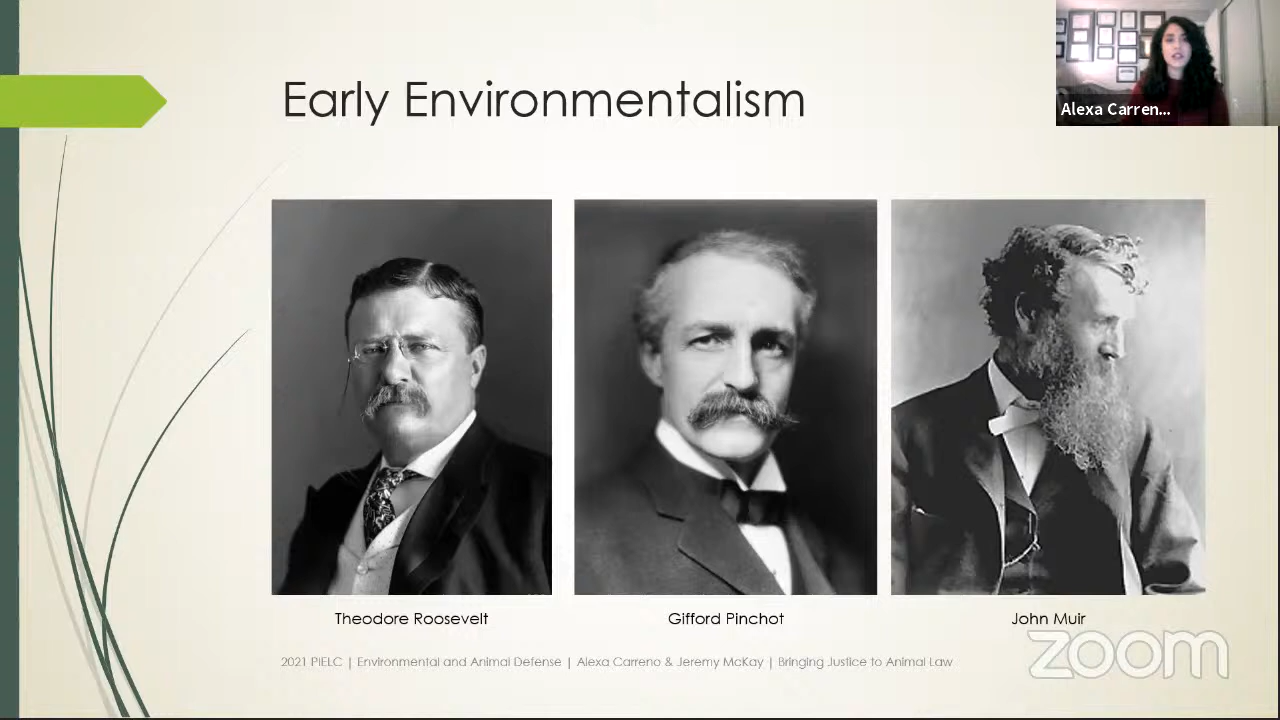 Early Environmentalism
Alexa Carren...
Theodore Roosevelt
Gifford Pinchot
John Muir
2021 PIELC | Environmental and Animal Defense | Alexa Carreno & Jeremy McKay | Bringing Justice to Animal Law
zoom